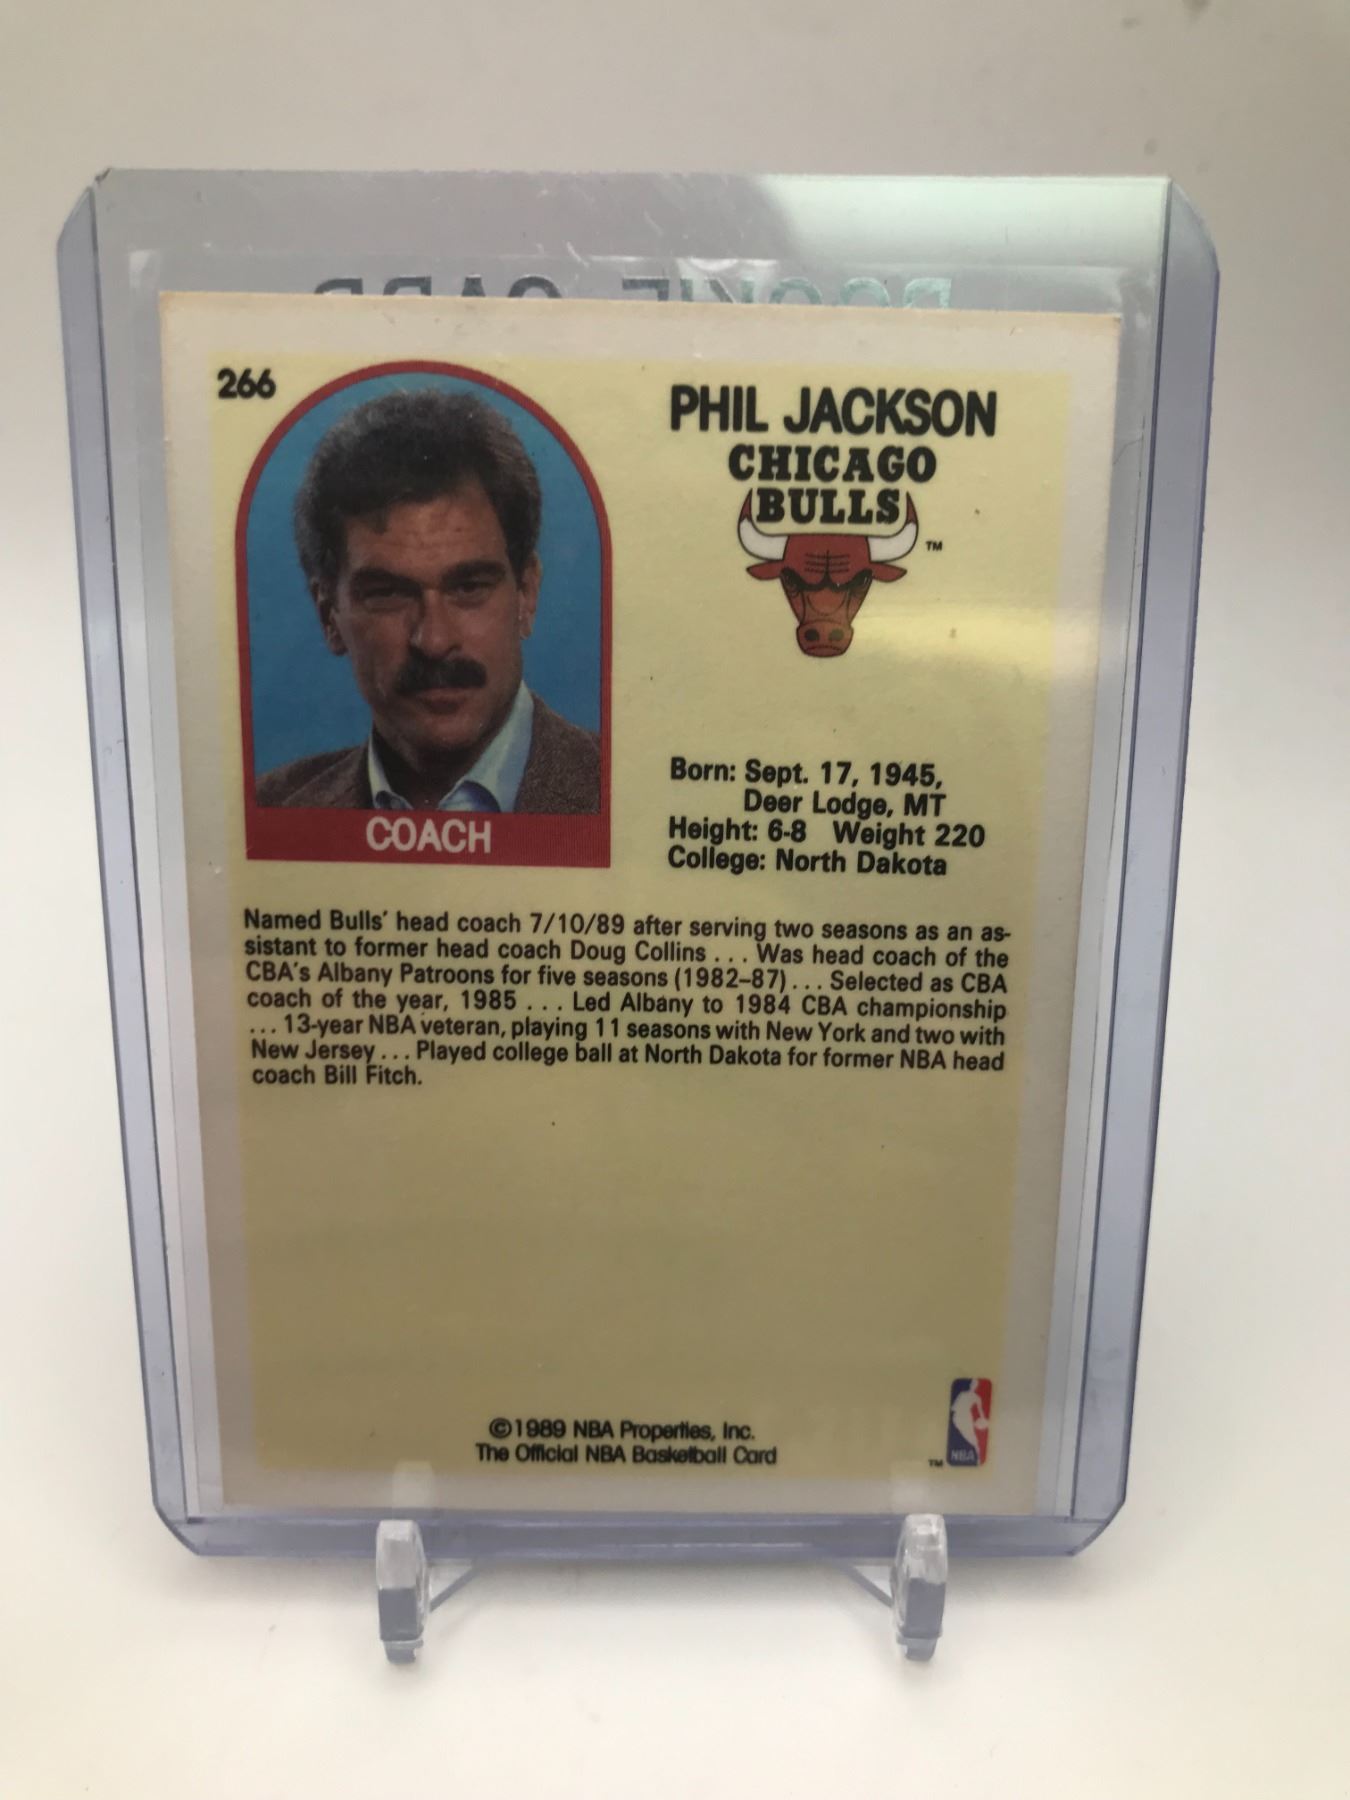 ROOKIE CARD
266
PHIL JACKSON
CHICAGO
BULLS
TM
COACH
Born: Sept. 17, 1945,
Deer Lodge, MT
Height: 6-8 Weight 220
College: North Dakota
Named Bulls' head coach 7/10/89 after serving two seasons as an as-
sistant to former head coach Doug Collins ... Was head coach of the
CBA's Albany Patroons for five seasons (1982–87) ... Selected as CBA
coach of the year, 1985 ... Led Albany to 1984 CBA championship
... 13-year NBA veteran, playing 11 seasons with New York and two with
New Jersey ... Played college ball at North Dakota for former NBA head
coach Bill Fitch.
©1989 NBA Properties, Inc.
The Official NBA Basketball Card
TM
NBA